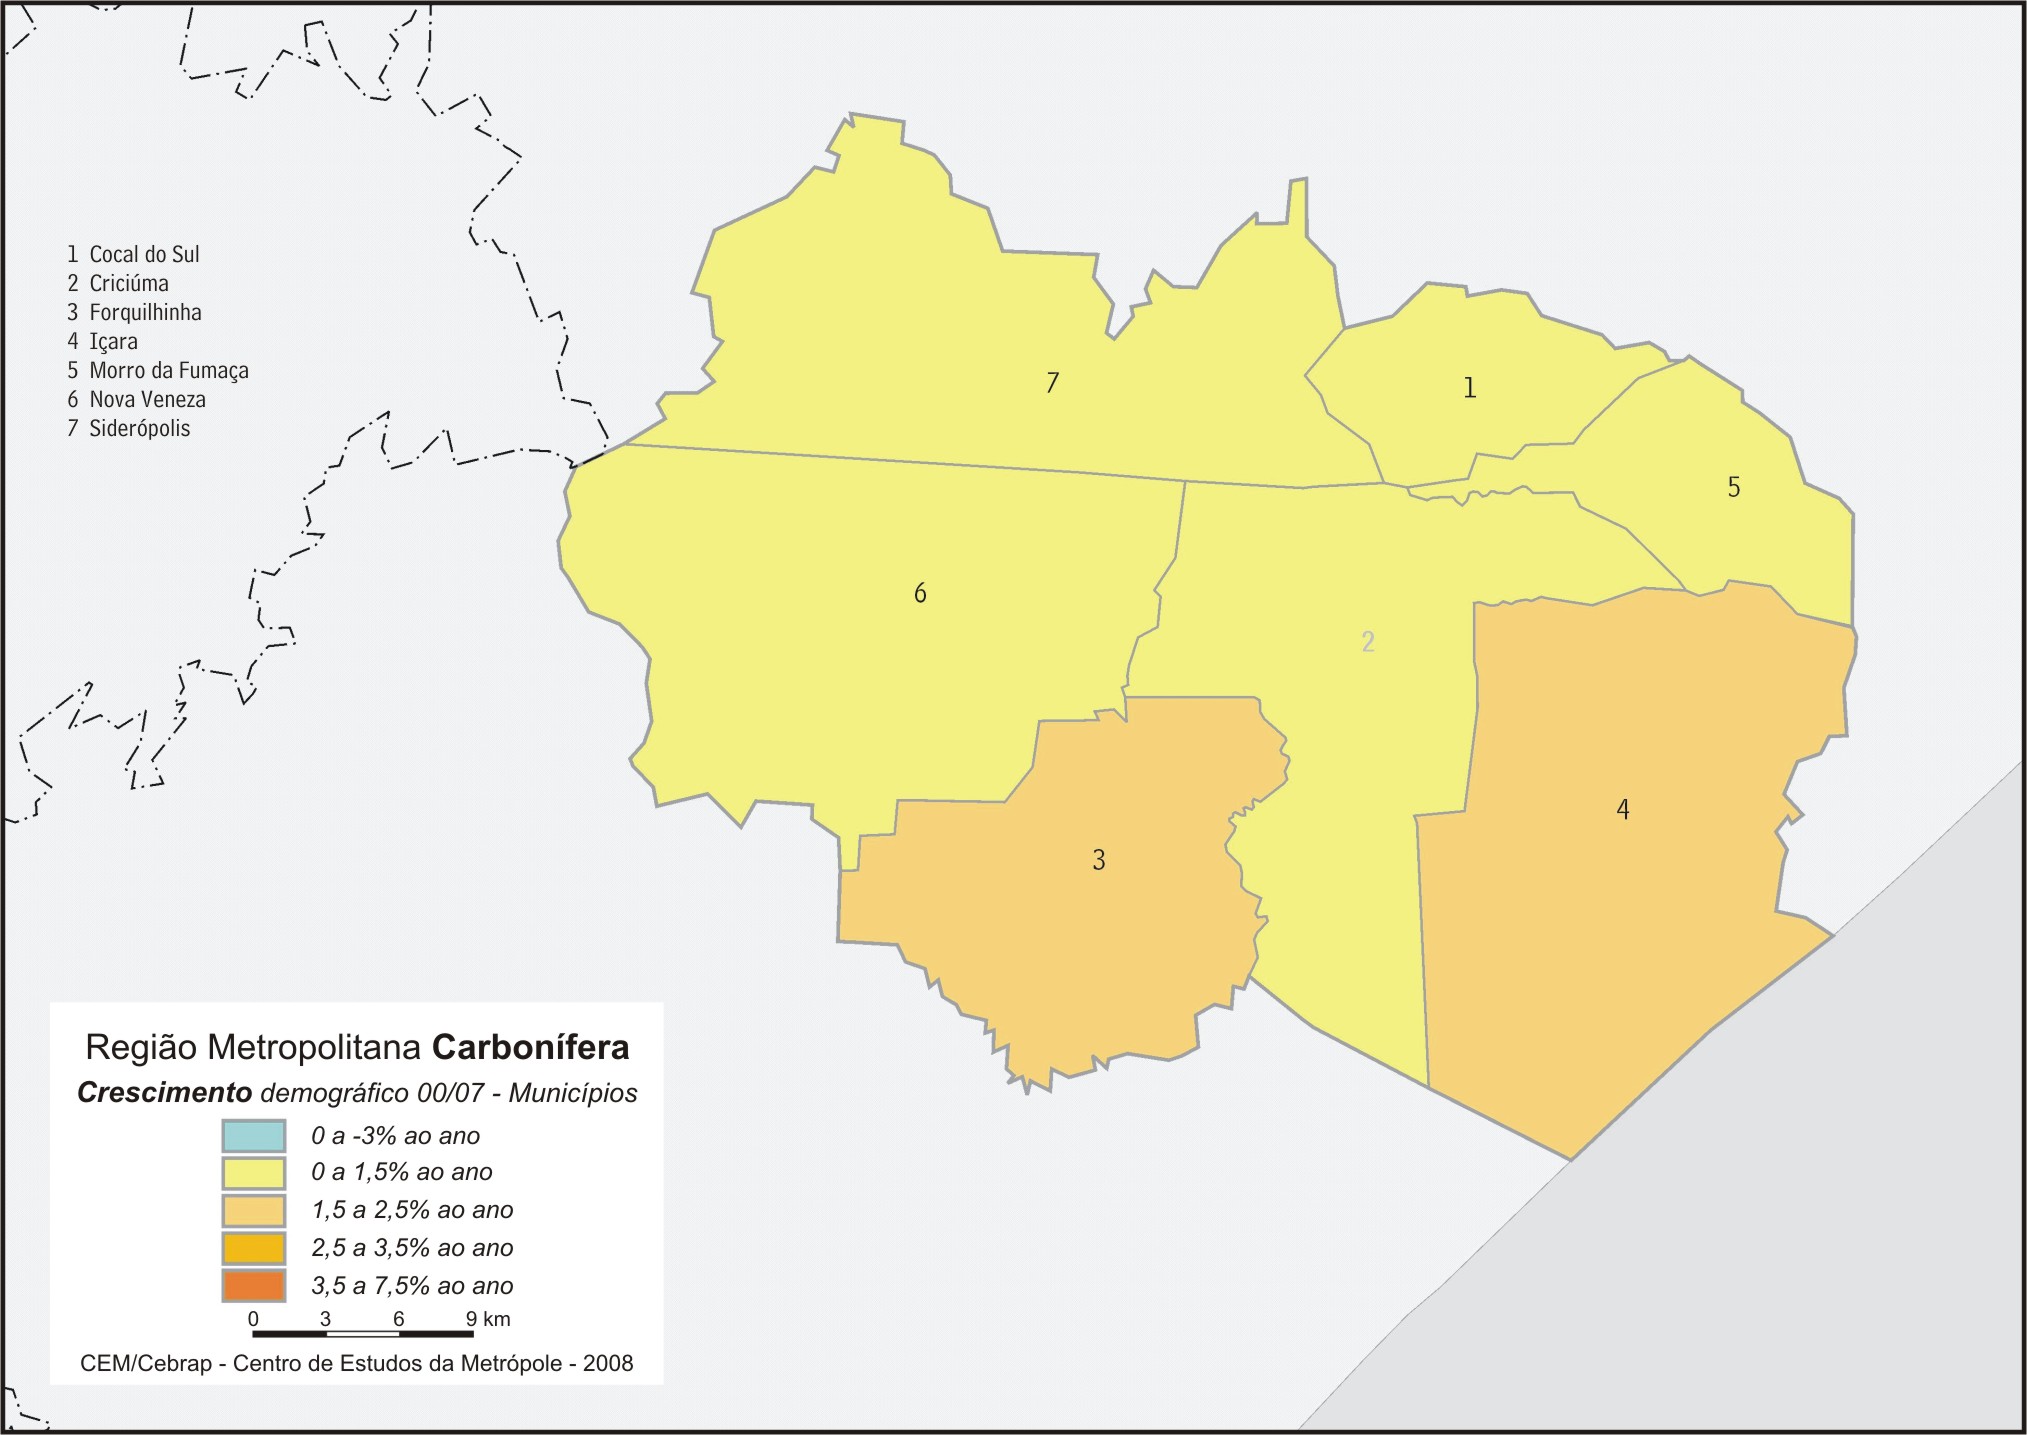 1 Cocal do Sul
2 Criciúma
3 Forquilhinha
4 Içara
5 Morro da Fumaça
6 Nova Veneza
7 Siderópolis
7
1
5
6
2
4
3
Região Metropolitana Carbonífera
Crescimento demográfico 00/07 - Municípios
0 a -3% ao ano
0 a 1,5% ao ano
1,5 a 2,5% ao ano
2,5 a 3,5% ao ano
3,5 a 7,5% ao ano
0 3 6 9 km
CEM/Cebrap - Centro de Estudos da Metrópole - 2008